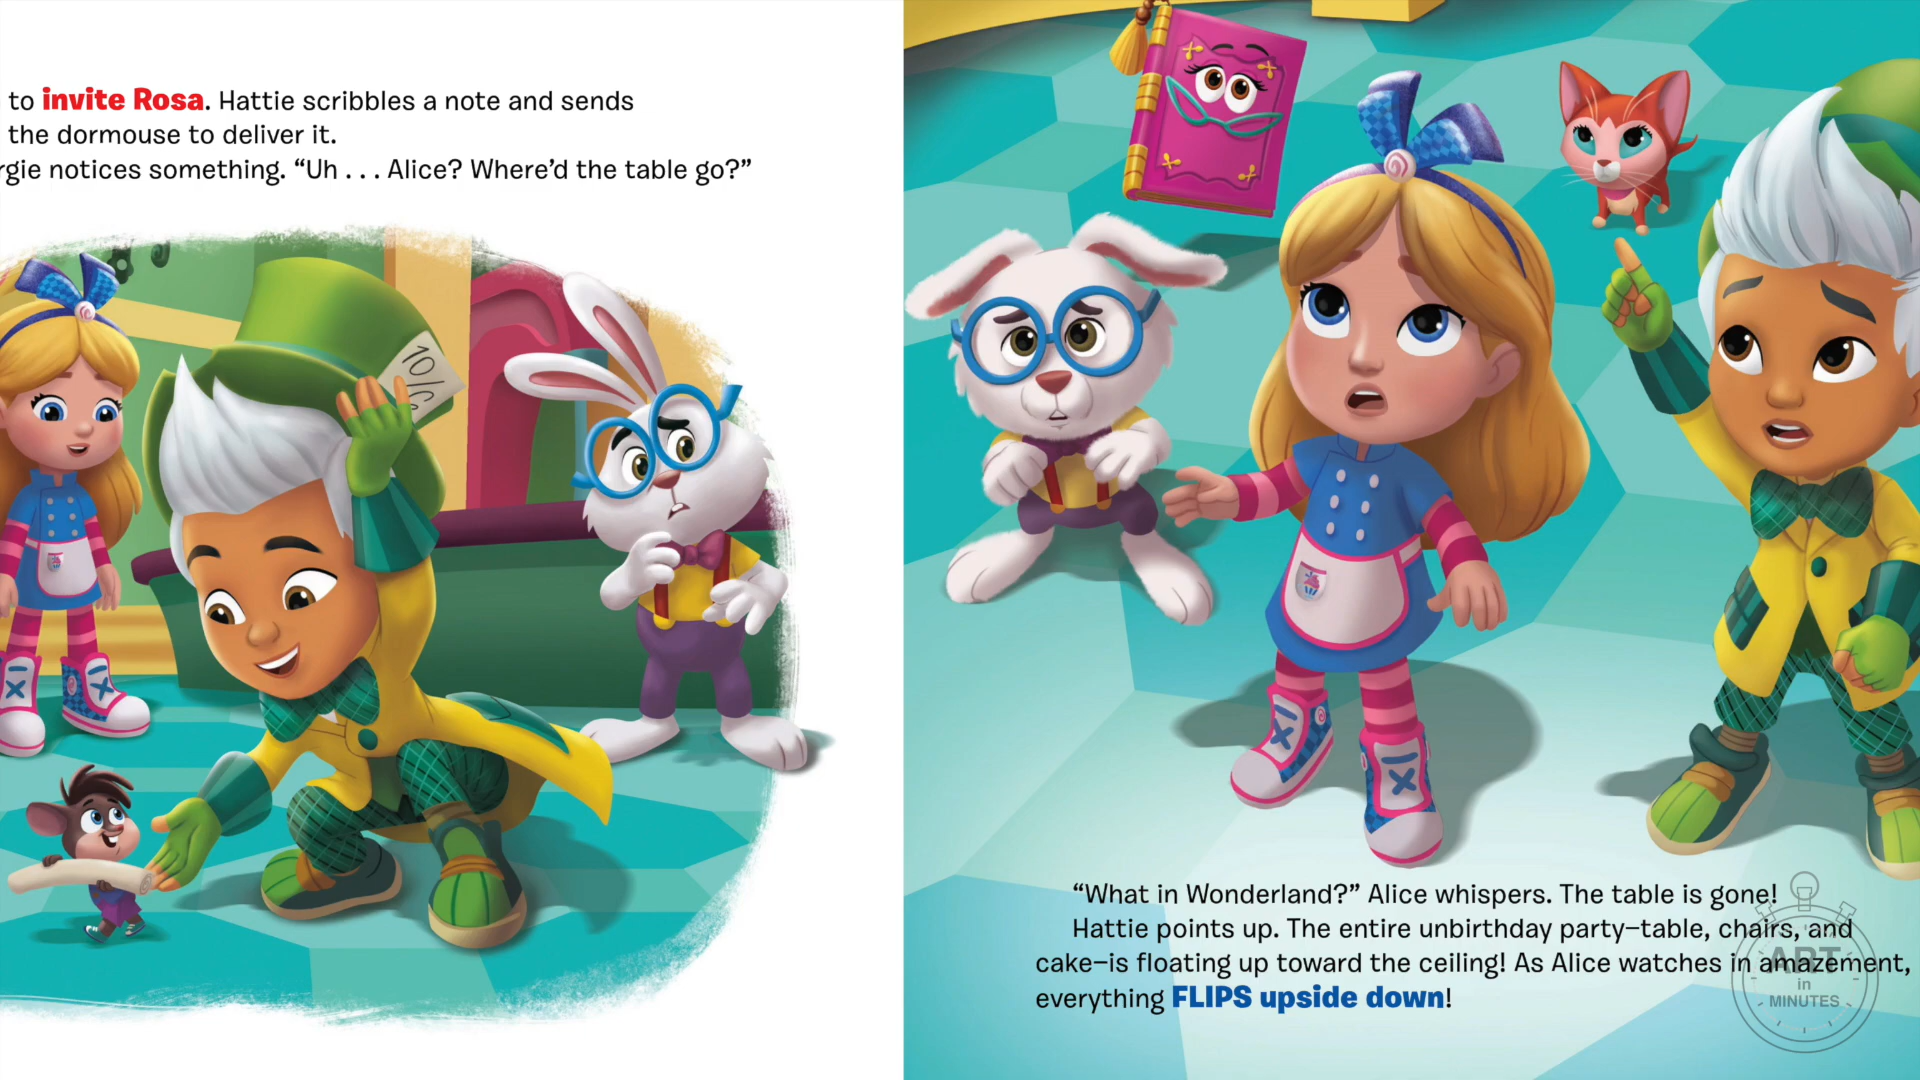 to invite Rosa. Hattie scribbles a note and sends
the dormouse to deliver it.
notices something. “Uh . . . Alice? Where’d the table go?”
10/6
“What in Wonderland?” Alice whispers. The table is gone!
Hattie points up. The entire unbirthday party–table, chairs, and
cake–is floating up toward the ceiling! As Alice watches in amazement,
everything FLIPS upside down!
ART
in
MINUTES